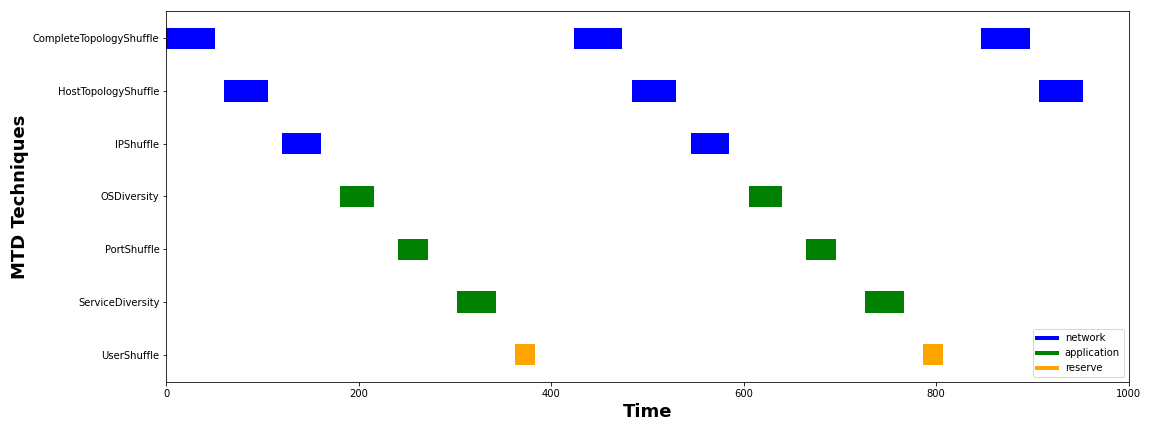 CompleteTopologyShuffle
HostTopologyShuffle
IPShuffle
OSDiversity
PortShuffle
ServiceDiversity
UserShuffle
MTD Techniques
network
application
reserve
0 200 400 600 800 1000
Time